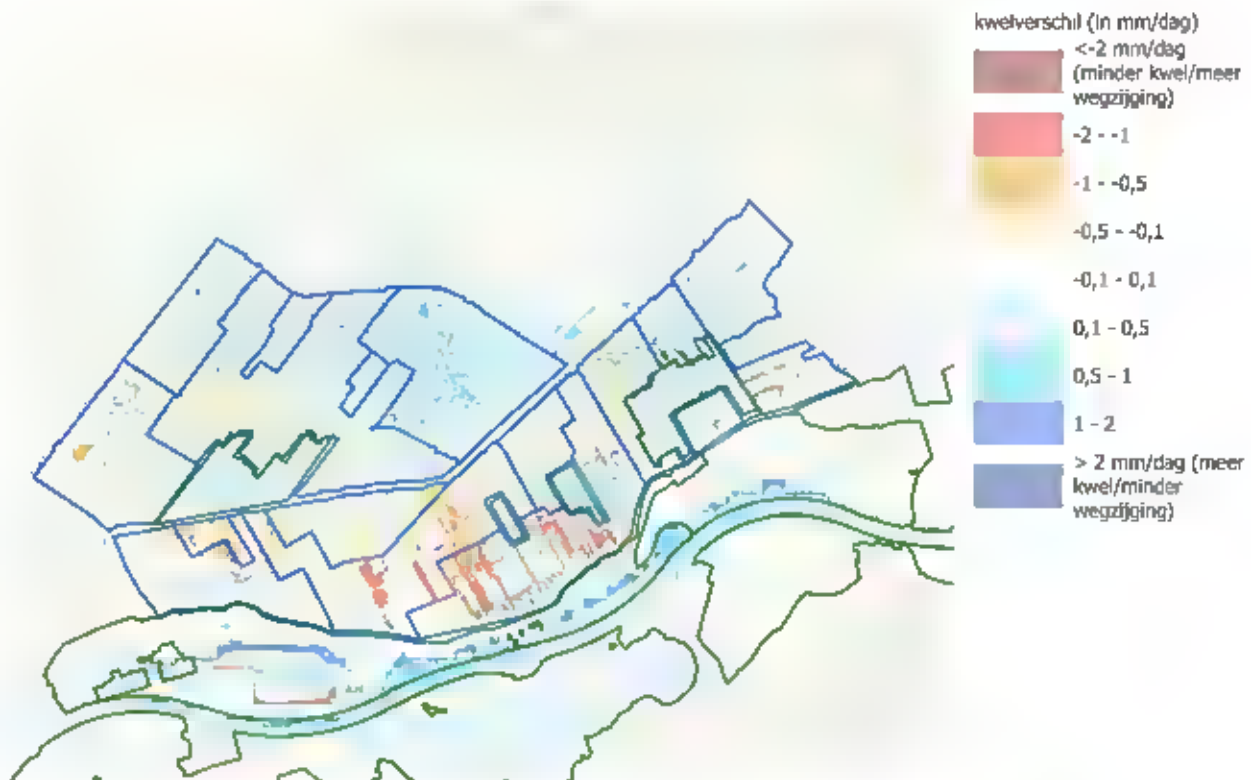 kwelverschil (in mm/dag)
<-2 mm/dag
(minder kwel/meer
wegzijging)
-2 - -1
-1 - -0,5
-0,5 - -0,1
-0,1 - 0,1
0,1 - 0,5
0,5 - 1
1 - 2
> 2 mm/dag (meer
kwel/minder
wegzijging)